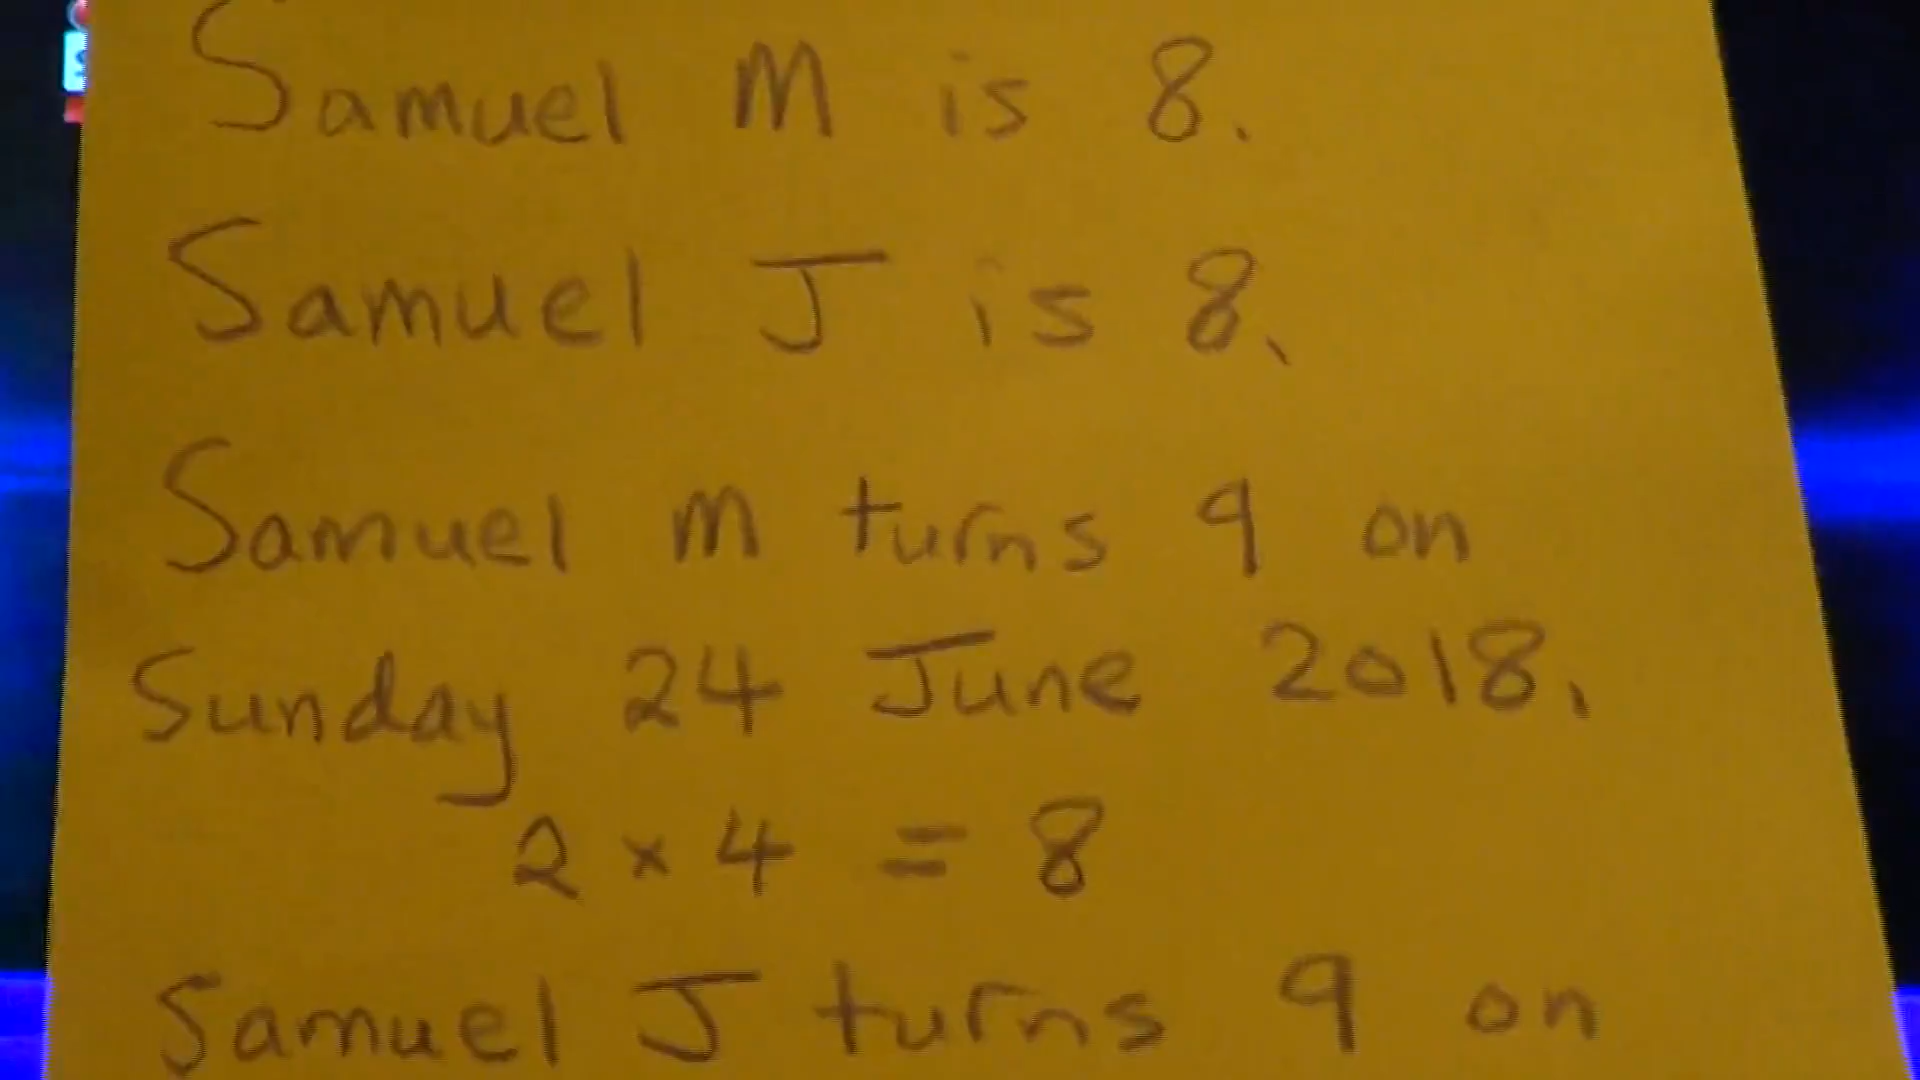 Samuel M is 8.
Samuel J is 8.
Samuel M turns 9 on
Sunday 24 June 2018.
2 × 4 = 8
Samuel J turns 9 on